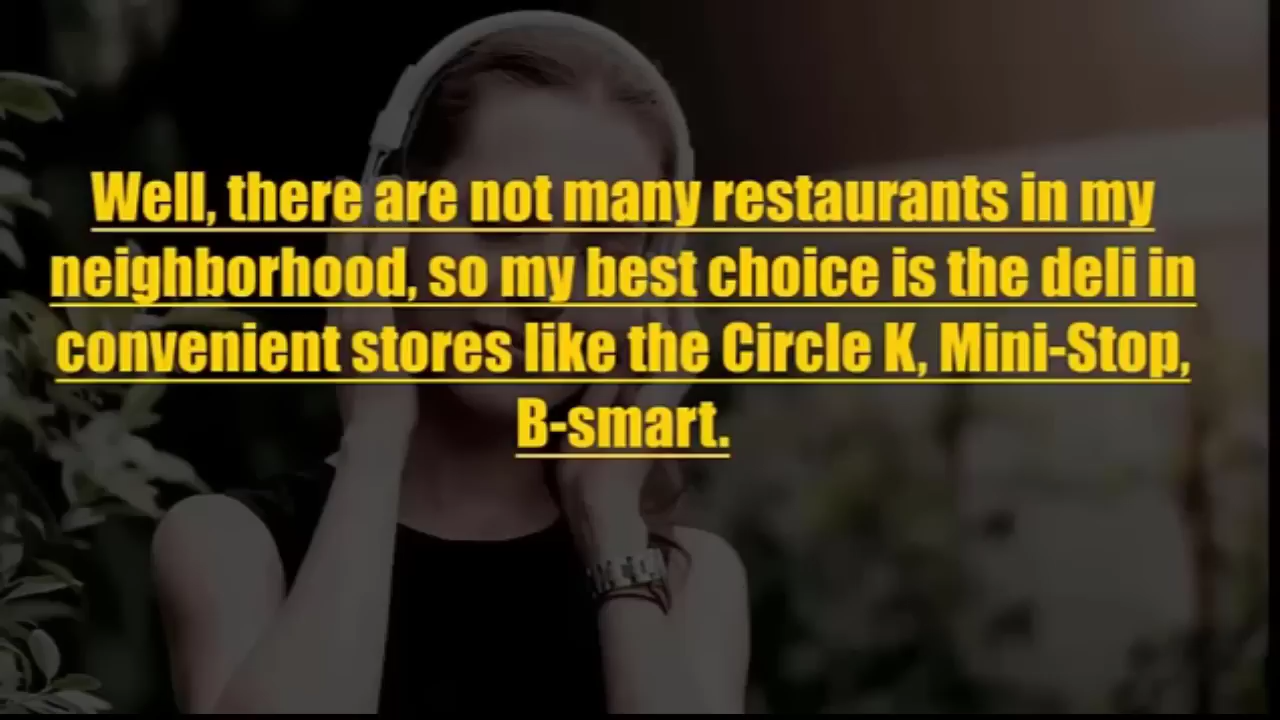 Well, there are not many restaurants in my
neighborhood, so my best choice is the deli in
convenient stores like the Circle K, Mini-Stop,
B-smart.